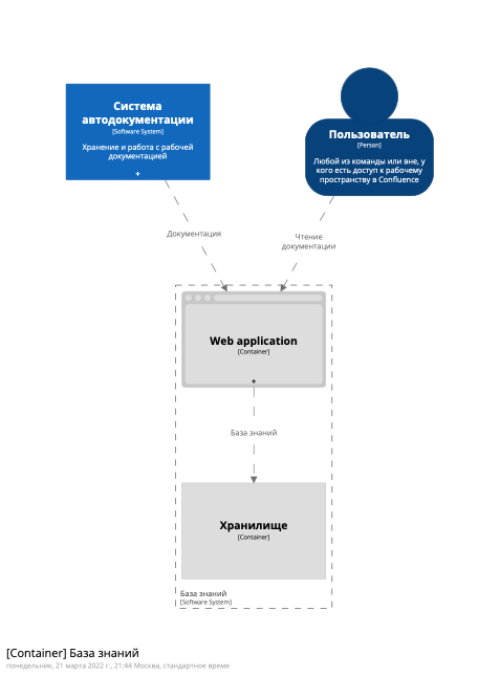 Система
автодокументации
[Software System]
Хранение и работа с рабочей
документацией
+
Пользователь
[Person]
Любой из команды или вне, у
кого есть доступ к рабочему
пространству в Confluence
Документация
Чтение
документации
Web application
[Container]
База знаний
Хранилище
[Container]
База знаний
[Software System]
[Container] База знаний
понедельник, 21 марта 2022 г., 21:44 Москва, стандартное время